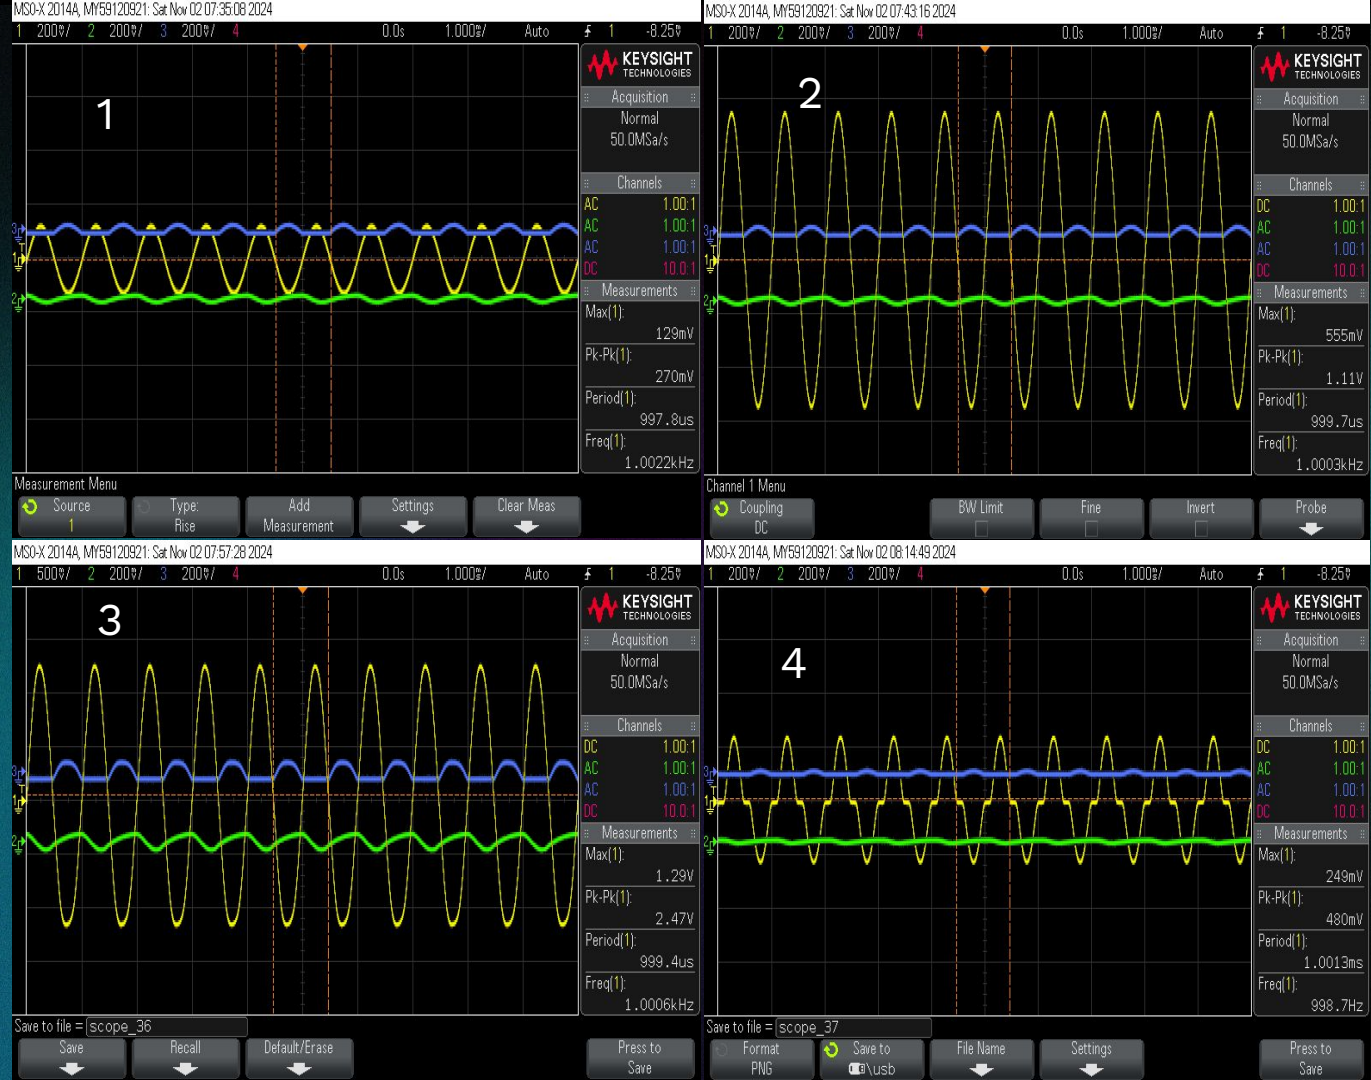 MSO-X 2014A, MY59120921: Sat Nov 02 07:35:08 2024
1 200♈/ 2 200♈/ 3 200♈/ 4 0.0s 1.000㎳/ Auto 1 -8.25V
1
KEYSIGHT
TECHNOLOGIES
Acquisition
Normal
50.0MSa/s
Channels
AC 1.00:1
AC 1.00:1
AC 1.00:1
DC 10.0:1
Measurements
Max(1):
129mV
Pk-Pk(1):
270mV
Period(1):
997.8us
Freq(1):
1.0022kHz
Measurement Menu
Source
1
Type:
Rise
Add
Measurement
Settings
Clear Meas
MSO-X 2014A, MY59120921: Sat Nov 02 07:43:16 2024
1 200♈/ 2 200♈/ 3 200♈/ 4 0.0s 1.000㎳/ Auto 1 -8.25V
2
KEYSIGHT
TECHNOLOGIES
Acquisition
Normal
50.0MSa/s
Channels
DC 1.00:1
AC 1.00:1
AC 1.00:1
DC 10.0:1
Measurements
Max(1):
555mV
Pk-Pk(1):
1.11V
Period(1):
999.7us
Freq(1):
1.0003kHz
Channel 1 Menu
Coupling
DC
BW Limit
Fine
Invert
Probe
MSO-X 2014A, MY59120921: Sat Nov 02 07:57:28 2024
1 500♈/ 2 200♈/ 3 200♈/ 4 0.0s 1.000㎳/ Auto 1 -8.25V
3
KEYSIGHT
TECHNOLOGIES
Acquisition
Normal
50.0MSa/s
Channels
DC 1.00:1
AC 1.00:1
AC 1.00:1
DC 10.0:1
Measurements
Max(1):
1.29V
Pk-Pk(1):
2.47V
Period(1):
999.4us
Freq(1):
1.0006kHz
Save to file = scope_36
Save
Recall
Default/Erase
Press to
Save
MSO-X 2014A, MY59120921: Sat Nov 02 08:14:49 2024
1 200♈/ 2 200♈/ 3 200♈/ 4 0.0s 1.000㎳/ Auto 1 -8.25V
4
KEYSIGHT
TECHNOLOGIES
Acquisition
Normal
50.0MSa/s
Channels
DC 1.00:1
AC 1.00:1
AC 1.00:1
DC 10.0:1
Measurements
Max(1):
249mV
Pk-Pk(1):
480mV
Period(1):
1.0013ms
Freq(1):
998.7Hz
Save to file = scope_37
Format
PNG
Save to
\usb
File Name
Settings
Press to
Save